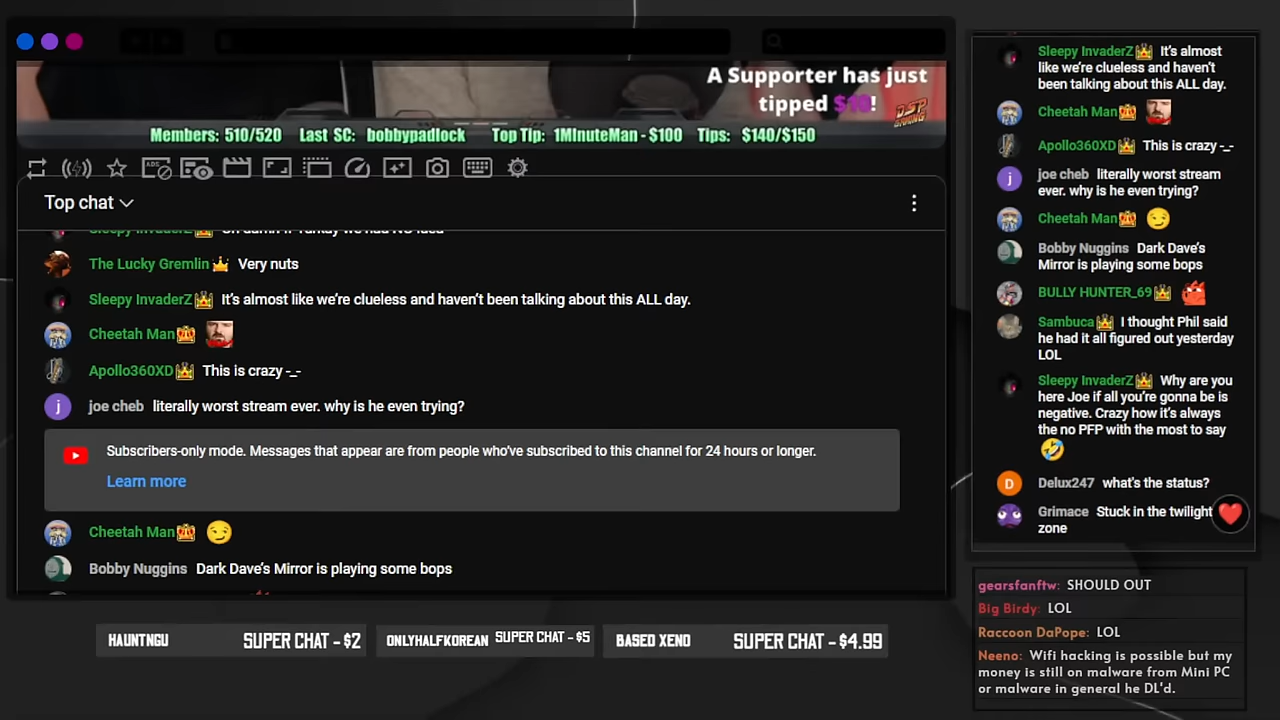 A Supporter has just
tipped $10!
DSP
GAMING
Members: 510/520 Last SC: bobbypadlock Top Tip: 1MInuteMan - $100 Tips: $140/$150
ADS
Top chat
Sleepy InvaderZ
The Lucky Gremlin Very nuts
Sleepy InvaderZ It's almost like we're clueless and haven't been talking about this ALL day.
Cheetah Man
Apollo360XD This is crazy -_-
j joe cheb literally worst stream ever. why is he even trying?
Subscribers-only mode. Messages that appear are from people who've subscribed to this channel for 24 hours or longer.
Learn more
Cheetah Man 😏
Bobby Nuggins Dark Dave's Mirror is playing some bops
HAUNTNGU SUPER CHAT - $2
ONLYHALFKOREAN SUPER CHAT - $5
BASED XEND SUPER CHAT - $4.99
Sleepy InvaderZ It's almost
like we're clueless and haven't
been talking about this ALL day.
Cheetah Man
Apollo360XD This is crazy -_-
j joe cheb literally worst stream
ever. why is he even trying?
Cheetah Man 😏
Bobby Nuggins Dark Dave's
Mirror is playing some bops
BULLY HUNTER_69
Sambuca I thought Phil said
he had it all figured out yesterday
LOL
Sleepy InvaderZ Why are you
here Joe if all you're gonna be is
negative. Crazy how it's always
the no PFP with the most to say
🤣
D Delux247 what's the status?
Grimace Stuck in the twilight
zone
gearsfanftw: SHOULD OUT
Big Birdy: LOL
Raccoon DaPope: LOL
Neeno: Wifi hacking is possible but my
money is still on malware from Mini PC
or malware in general he DL'd.